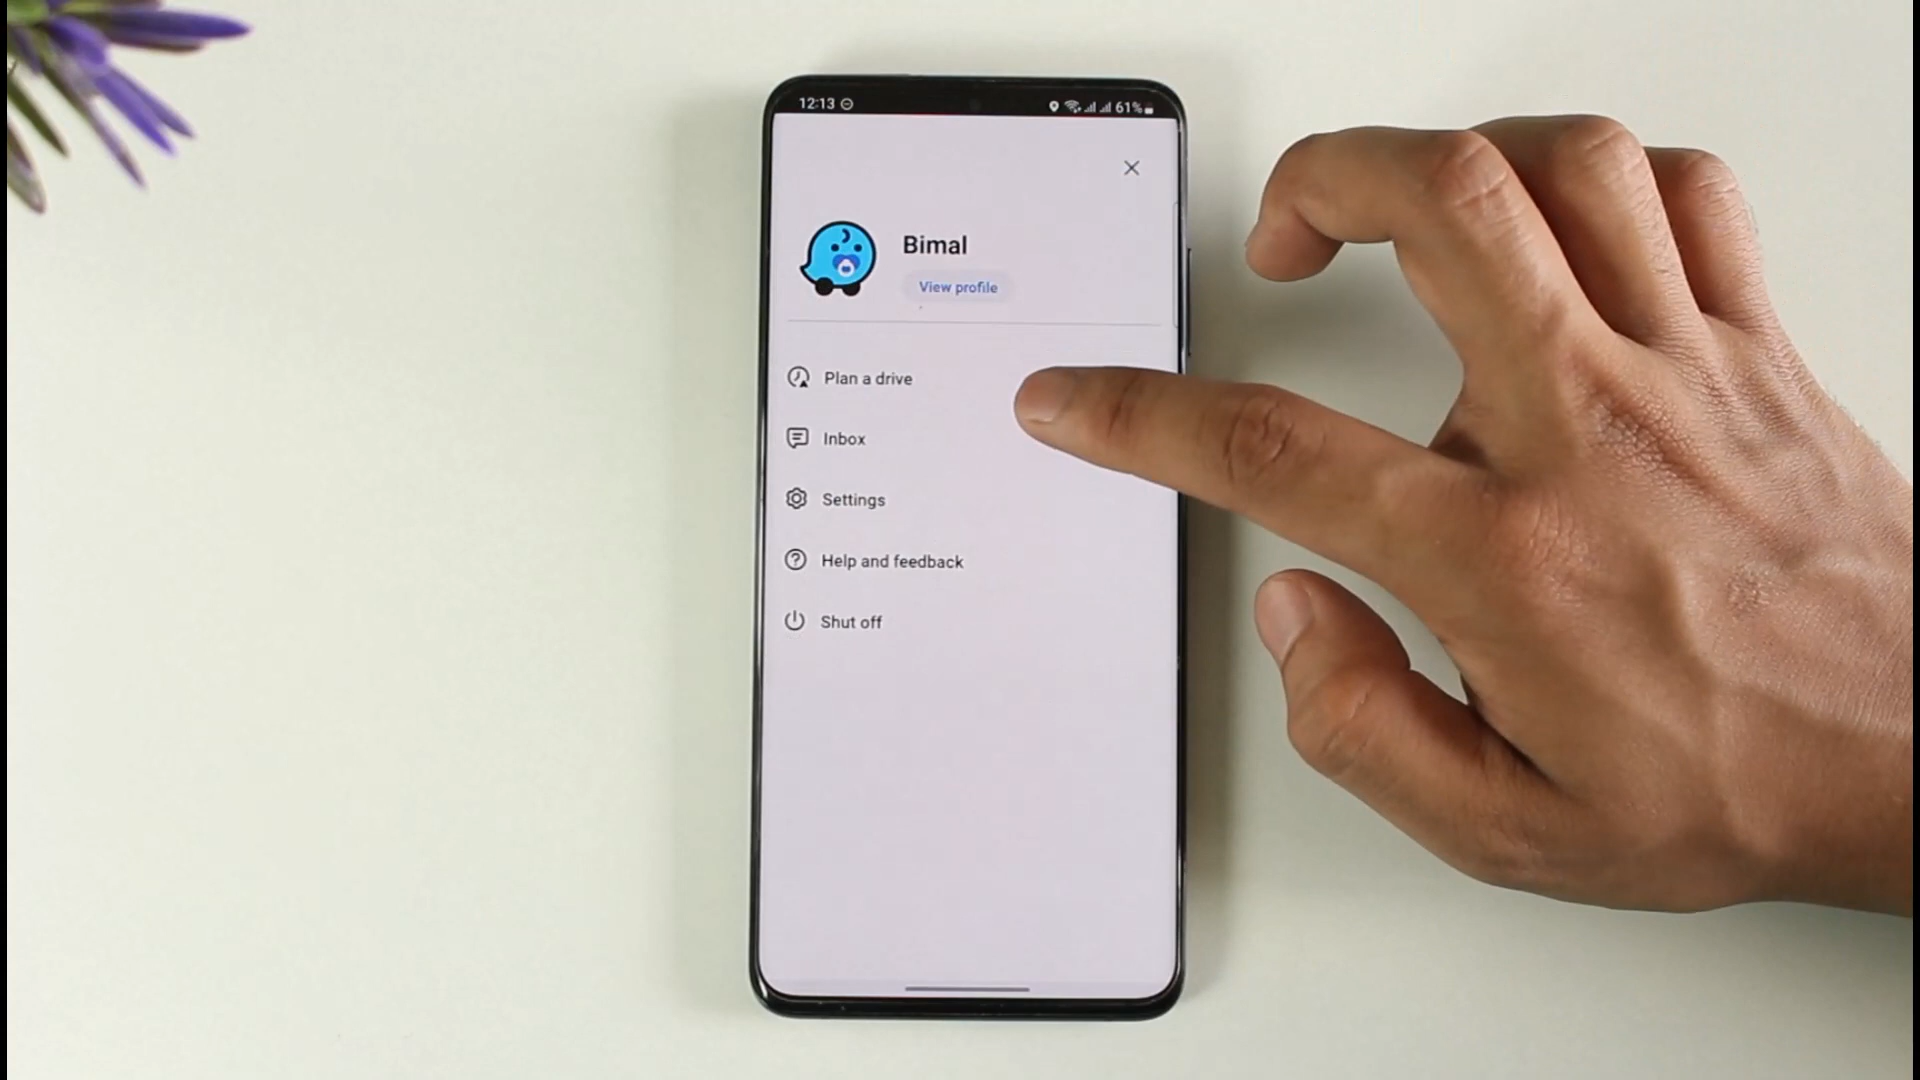 12:13
61%
Bimal
View profile
Plan a drive
Inbox
Settings
Help and feedback
Shut off